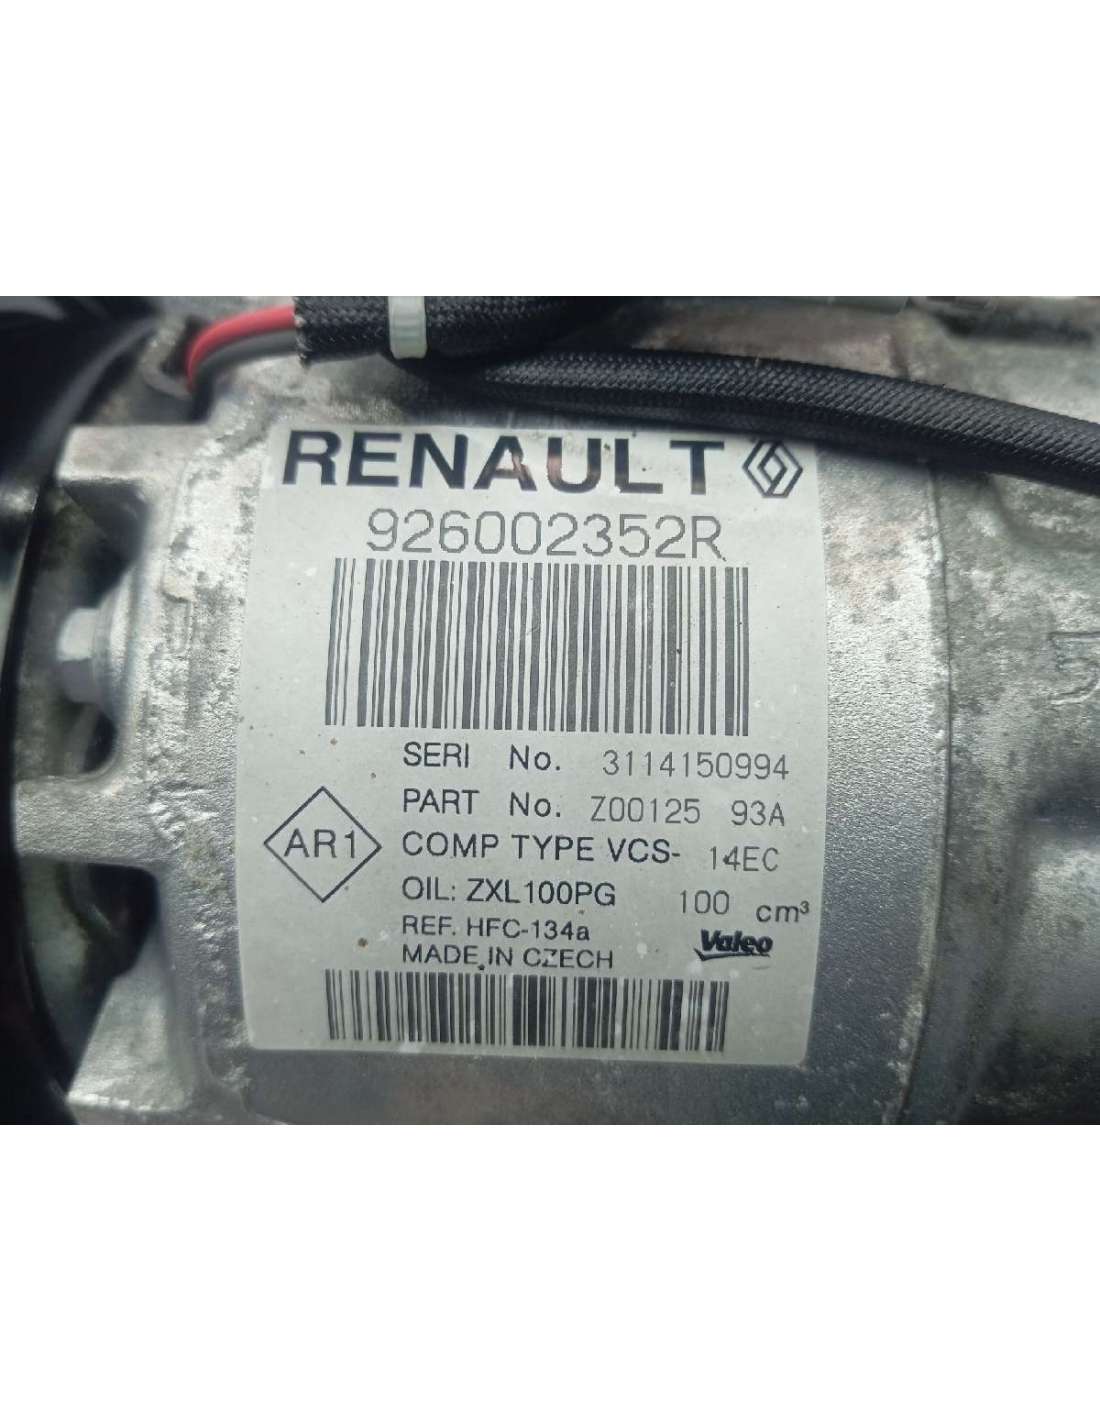 RENAULT
926002352R
SERI No. 3114150994
PART No. Z00125 93A
AR1
COMP TYPE VCS- 14EC
OIL: ZXL100PG 100 cm³
REF. HFC-134a
Valeo
MADE IN CZECH